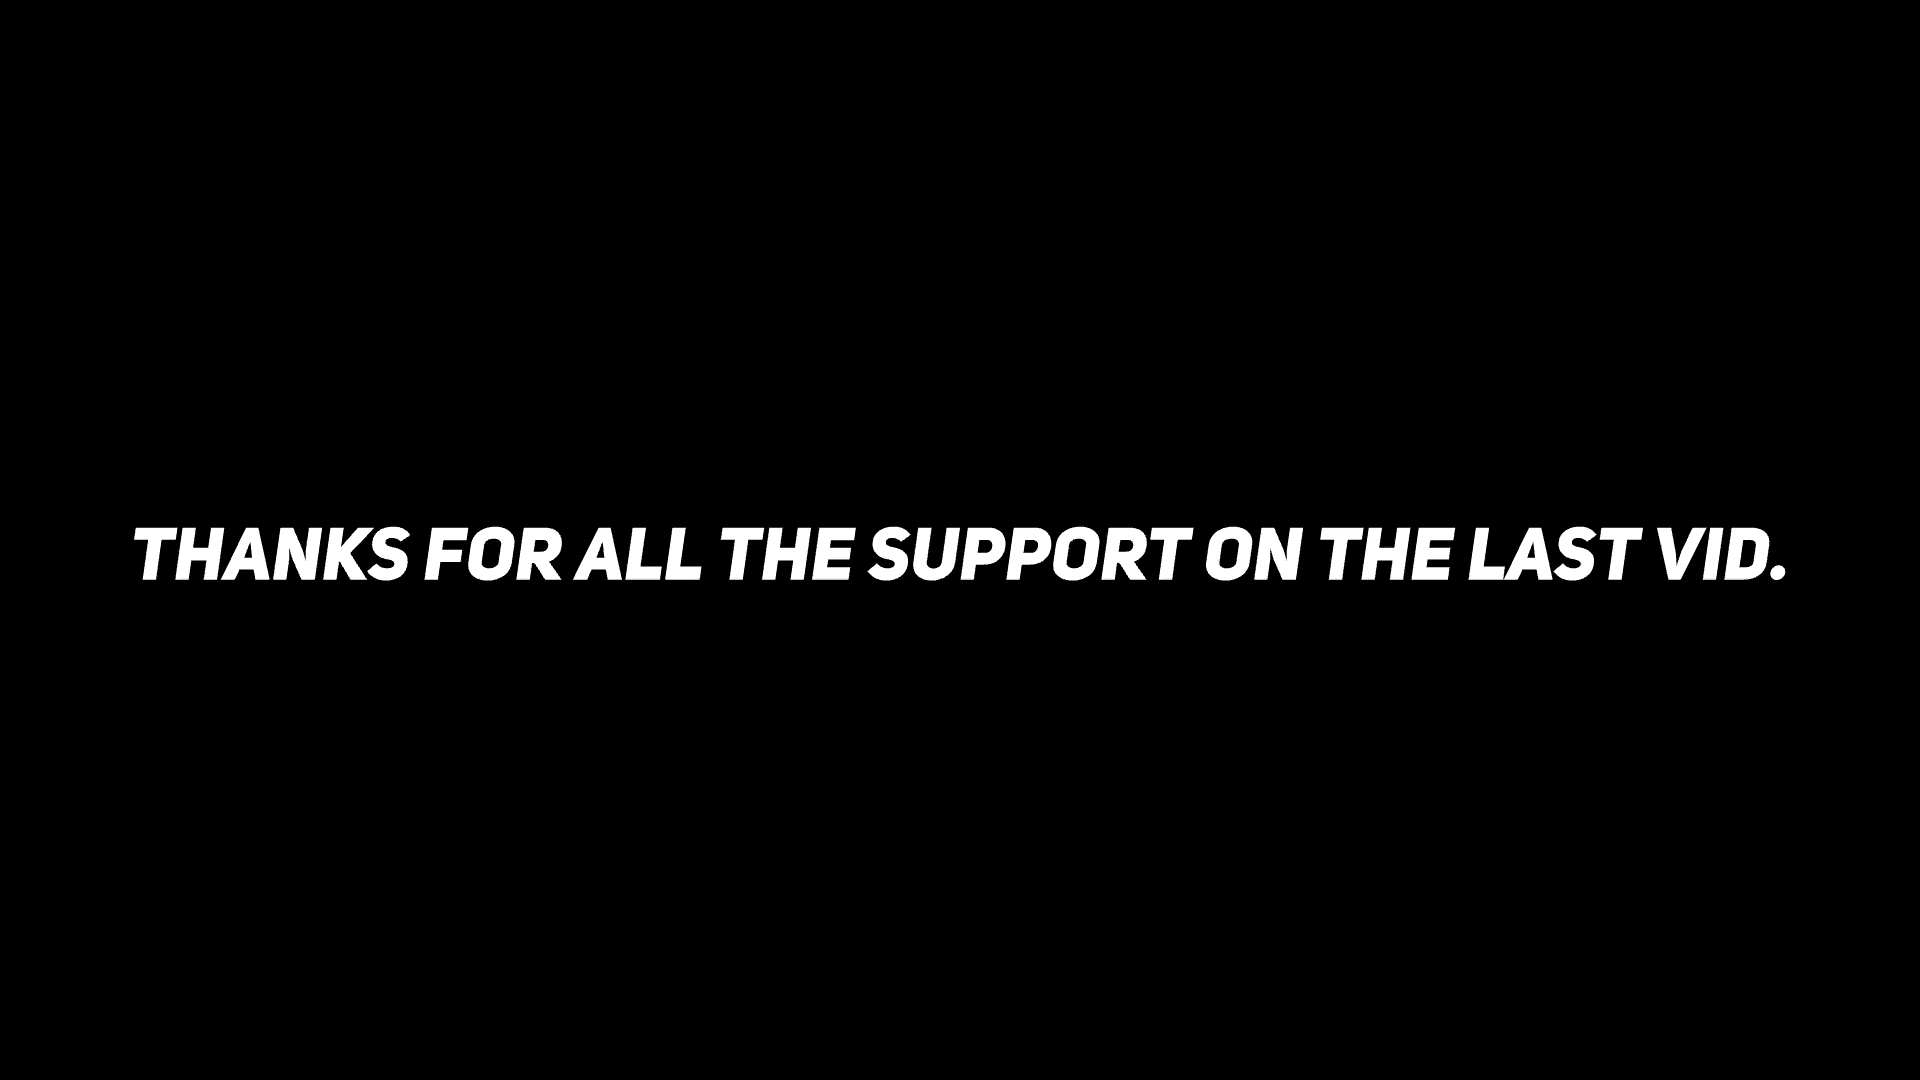 THANKS FOR ALL THE SUPPORT ON THE LAST VID.